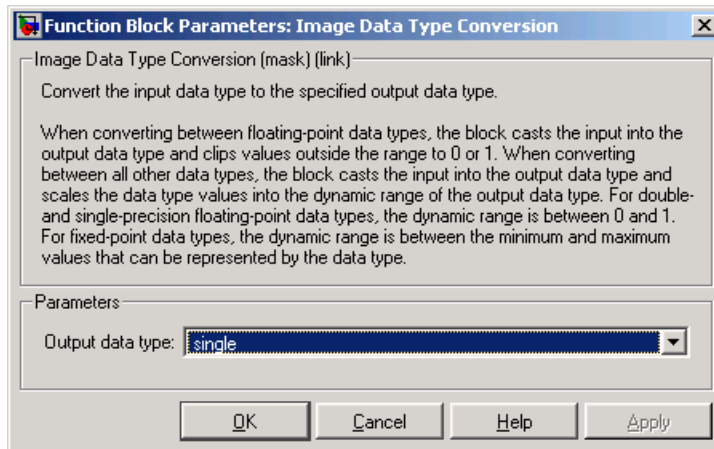 Function Block Parameters: Image Data Type Conversion
Image Data Type Conversion (mask) (link)
Convert the input data type to the specified output data type.
When converting between floating-point data types, the block casts the input into the
output data type and clips values outside the range to 0 or 1. When converting
between all other data types, the block casts the input into the output data type and
scales the data type values into the dynamic range of the output data type. For double-
and single-precision floating-point data types, the dynamic range is between 0 and 1.
For fixed-point data types, the dynamic range is between the minimum and maximum
values that can be represented by the data type.
Parameters
Output data type: single
OK Cancel Help Apply